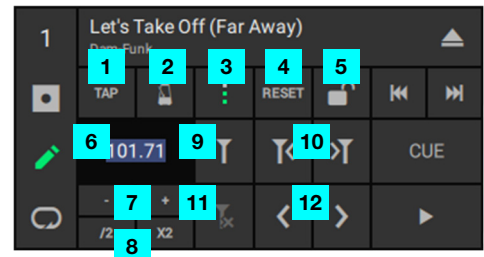 1 Let's Take Off (Far Away)
Dam-Funk
1 2 3 4 5
TAP RESET
6 101.71 9 10 CUE
- 7 + 11 12
/2 8 X2